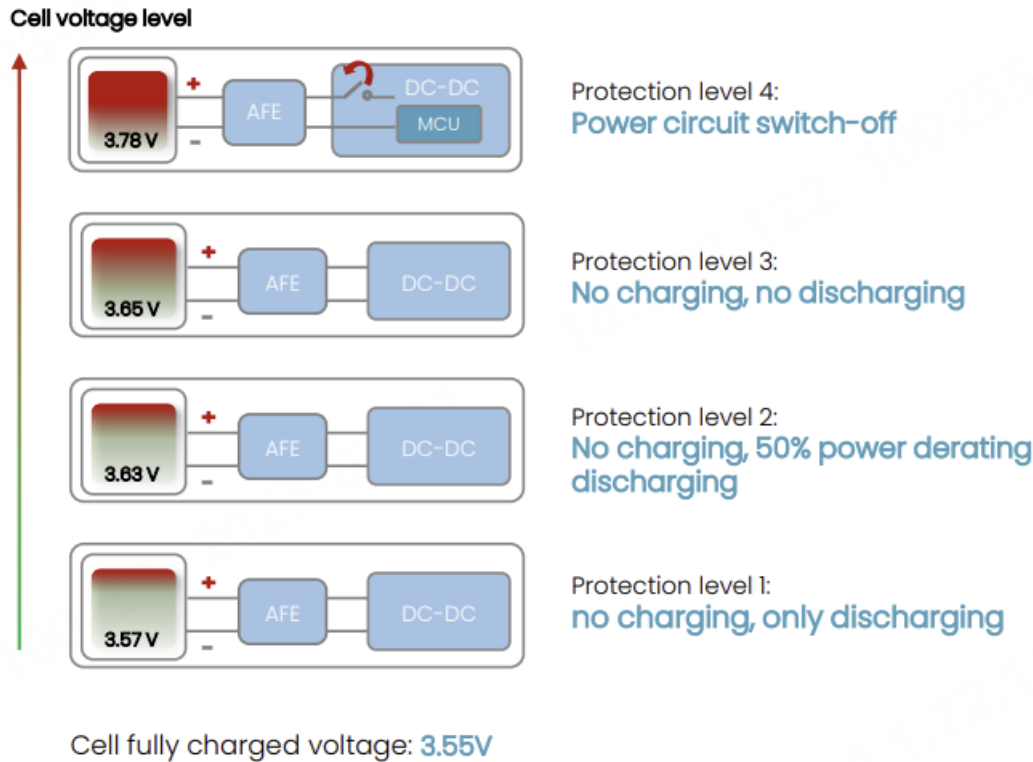 Cell voltage level
+
AFE
DC-DC
MCU
3.78 V
-
Protection level 4:
Power circuit switch-off
+
AFE
DC-DC
3.65 V
-
Protection level 3:
No charging, no discharging
+
AFE
DC-DC
3.63 V
-
Protection level 2:
No charging, 50% power derating
discharging
+
AFE
DC-DC
3.57 V
-
Protection level 1:
no charging, only discharging
Cell fully charged voltage: 3.55V